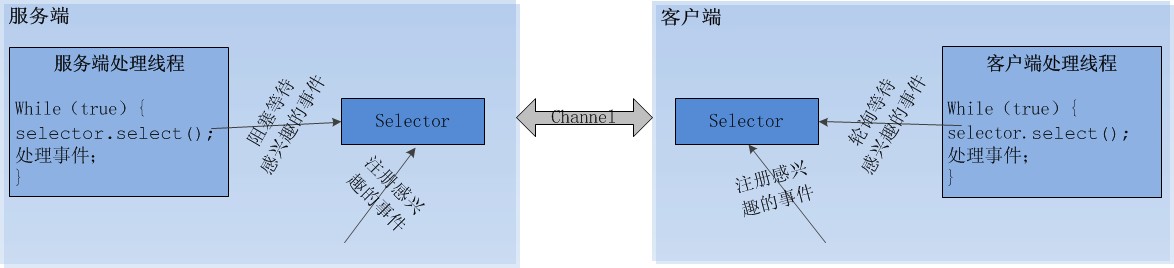 服务端
服务端处理线程
While（true）{
selector.select();
处理事件；
}
阻塞等待
感兴趣的事件
Selector
注册感兴
趣的事件
Channel
客户端
Selector
轮询等待
感兴趣的事件
注册感兴
趣的事件
客户端处理线程
While（true）{
selector.select();
处理事件；
}